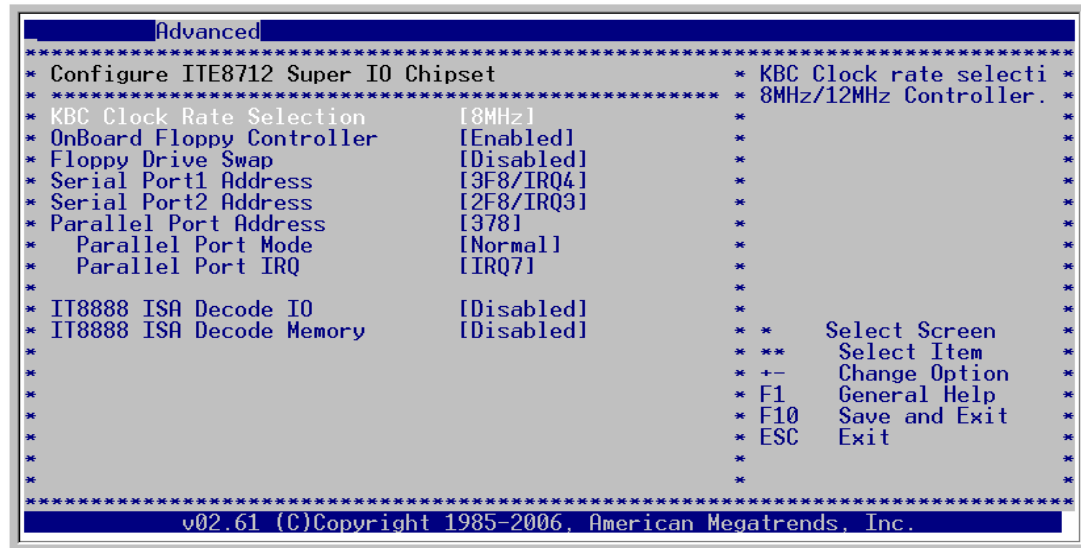 Advanced
Configure ITE8712 Super IO Chipset
KBC Clock Rate Selection [8MHz]
OnBoard Floppy Controller [Enabled]
Floppy Drive Swap [Disabled]
Serial Port1 Address [3F8/IRQ4]
Serial Port2 Address [2F8/IRQ3]
Parallel Port Address [378]
Parallel Port Mode [Normal]
Parallel Port IRQ [IRQ7]
IT8888 ISA Decode IO [Disabled]
IT8888 ISA Decode Memory [Disabled]
KBC Clock rate selecti
8MHz/12MHz Controller.
* Select Screen
** Select Item
+- Change Option
F1 General Help
F10 Save and Exit
ESC Exit
v02.61 (C)Copyright 1985-2006, American Megatrends, Inc.